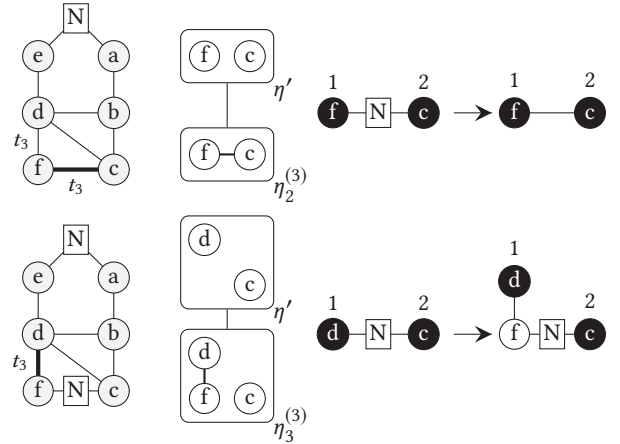 N
e a f c
η′
1 2 1 2
d b f N c f c
t₃
f c f c
t₃ η₂⁽³⁾
N
d
e a c
η′ 1
d
1 2 2
d b d N c f N c
t₃ d
f N c f c
η₃⁽³⁾